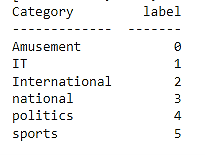 Category label
------------- -------
Amusement 0
IT 1
International 2
national 3
politics 4
sports 5